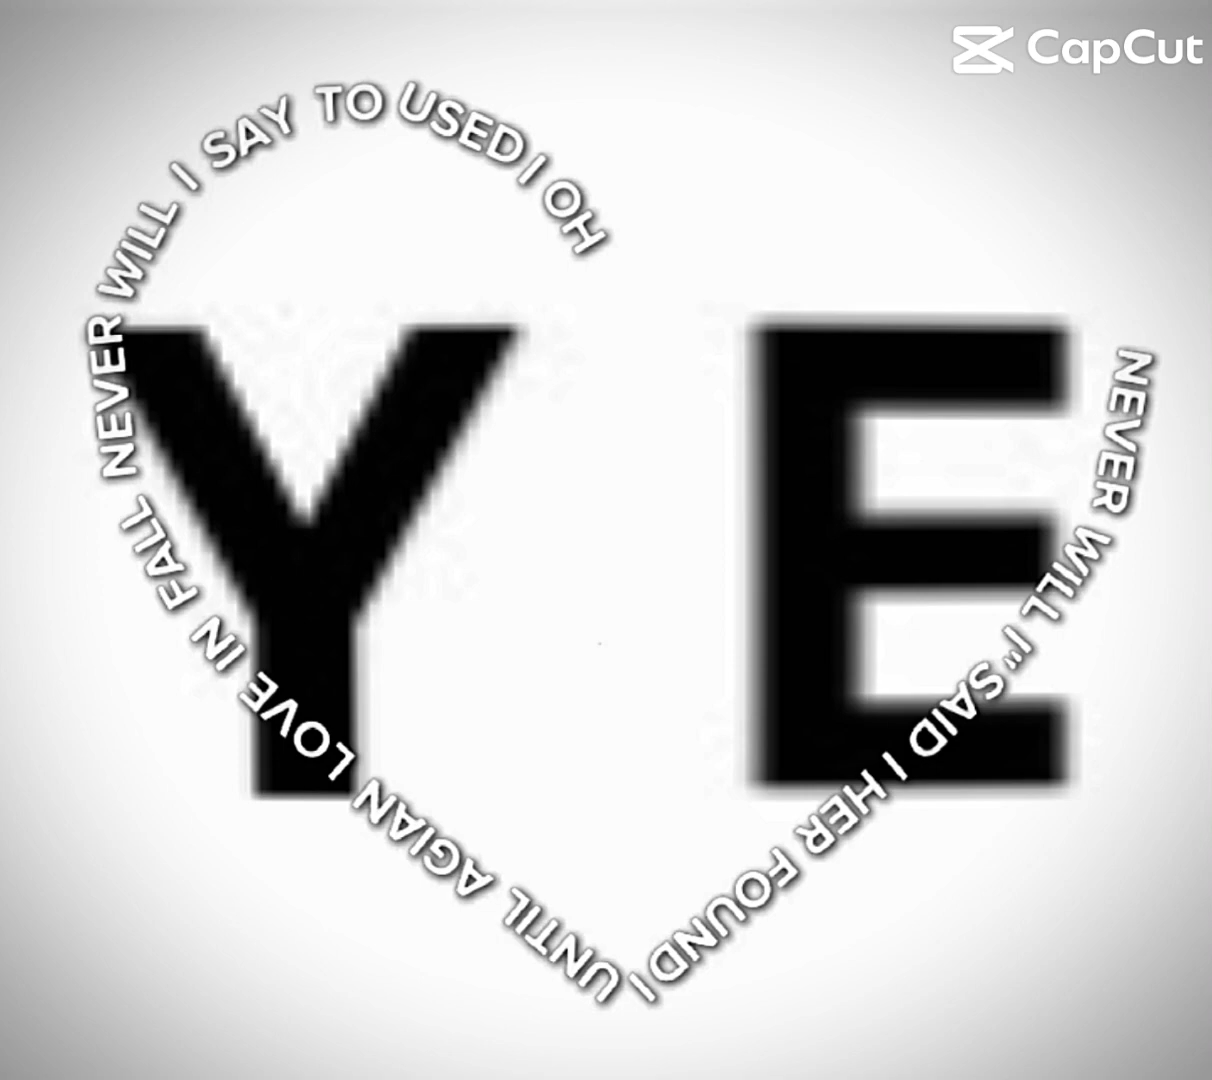 CapCut
OH I USED TO SAY I WILL NEVER FALL IN LOVE AGIAN UNTIL I FOUND HER I SAID "I WILL NEVER
Y E